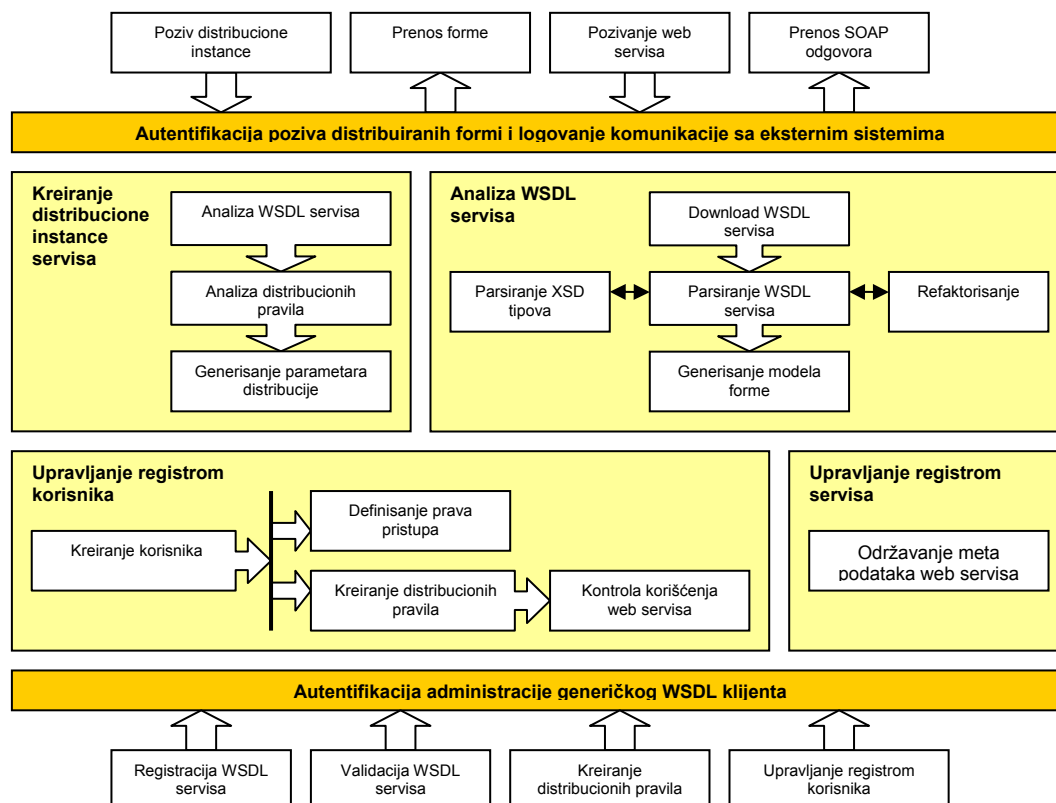 Poziv distribucione
instance
Prenos forme
Pozivanje web
servisa
Prenos SOAP
odgovora
Autentifikacija poziva distribuiranih formi i logovanje komunikacije sa eksternim sistemima
Kreiranje
distribucione
instance
servisa
Analiza WSDL servisa
Analiza distribucionih
pravila
Generisanje parametara
distribucije
Analiza WSDL
servisa
Download WSDL
servisa
Parsiranje XSD
tipova
Parsiranje WSDL
servisa
Refaktorisanje
Generisanje modela
forme
Upravljanje registrom
korisnika
Kreiranje korisnika
Definisanje prava
pristupa
Kreiranje distribucionih
pravila
Kontrola korišćenja
web servisa
Upravljanje registrom
servisa
Održavanje meta
podataka web servisa
Autentifikacija administracije generičkog WSDL klijenta
Registracija WSDL
servisa
Validacija WSDL
servisa
Kreiranje
distribucionih pravila
Upravljanje registrom
korisnika